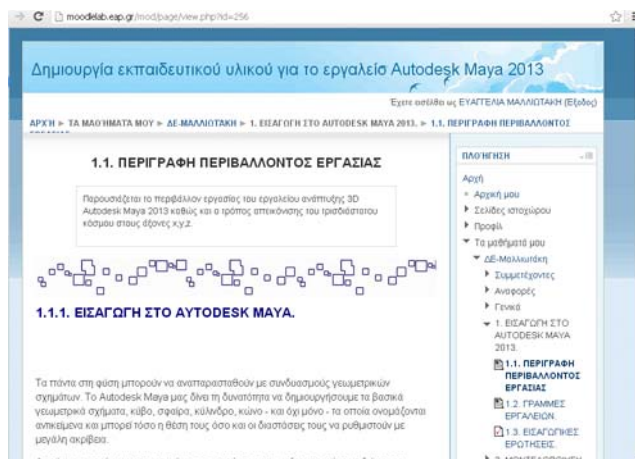 moodlelab.eap.gr/mod/page/view.php?id=256
Δημιουργία εκπαιδευτικού υλικού για το εργαλείο Autodesk Maya 2013
Έχετε εισέλθει ως ΕΥΑΓΓΕΛΙΑ ΜΑΛΛΙΩΤΑΚΗ (Έξοδος)
ΑΡΧΉ ► ΤΑ ΜΑΘΉΜΑΤΆ ΜΟΥ ► ΔΕ-ΜΑΛΛΙΩΤΆΚΗ ► 1. ΕΙΣΑΓΩΓΗ ΣΤΟ AUTODESK MAYA 2013. ► 1.1. ΠΕΡΙΓΡΑΦΗ ΠΕΡΙΒΑΛΛΟΝΤΟΣ
ΕΡΓΑΣΙΑΣ
1.1. ΠΕΡΙΓΡΑΦΗ ΠΕΡΙΒΑΛΛΟΝΤΟΣ ΕΡΓΑΣΙΑΣ
Παρουσιάζεται το περιβάλλον εργασίας του εργαλείου ανάπτυξης 3D
Autodesk Maya 2013 καθώς και ο τρόπος απεικόνισης του τρισδιάστατου
κόσμου στους άξονες x,y,z.
1.1.1. ΕΙΣΑΓΩΓΗ ΣΤΟ AYTODESK MAYA.
Τα πάντα στη φύση μπορούν να αναπαρασταθούν με συνδυασμούς γεωμετρικών
σχημάτων. Το Autodesk Maya μας δίνει τη δυνατότητα να δημιουργήσουμε τα βασικά
γεωμετρικά σχήματα, κύβο, σφαίρα, κύλινδρο, κώνο - και όχι μόνο - τα οποία ονομάζονται
αντικείμενα και μπορεί τόσο η θέση τους όσο και οι διαστάσεις τους να ρυθμιστούν με
μεγάλη ακρίβεια.
ΠΛΟΉΓΗΣΗ
Αρχή
Αρχική μου
Σελίδες ιστοχώρου
Προφίλ
Τα μαθήματά μου
ΔΕ-Μαλλιωτάκη
Συμμετέχοντες
Αναφορές
Γενικά
1. ΕΙΣΑΓΩΓΗ ΣΤΟ
AUTODESK MAYA
2013.
1.1. ΠΕΡΙΓΡΑΦΗ
ΠΕΡΙΒΑΛΛΟΝΤΟΣ
ΕΡΓΑΣΙΑΣ
1.2. ΓΡΑΜΜΕΣ
ΕΡΓΑΛΕΙΩΝ.
1.3. ΕΙΣΑΓΩΓΙΚΕΣ
ΕΡΩΤΗΣΕΙΣ.